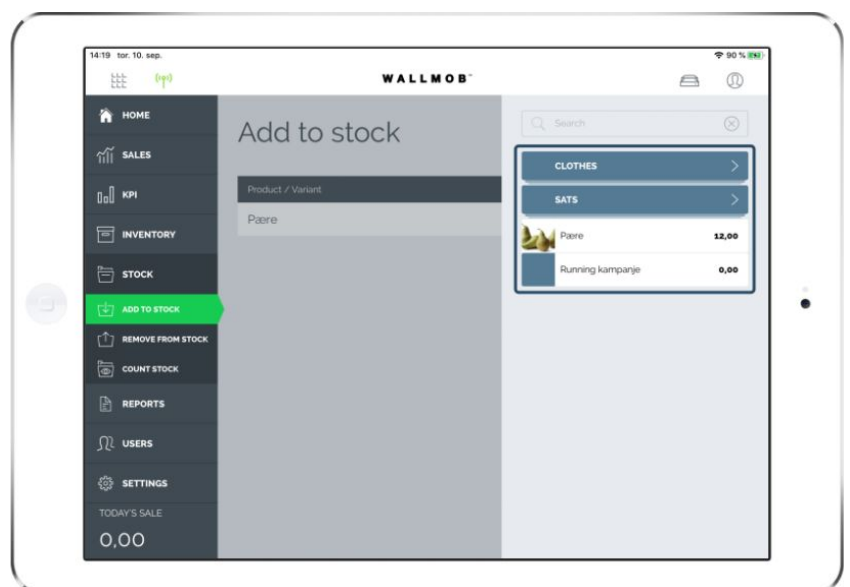 14:19 tor. 10. sep.
90 %
WALLMOB
HOME
SALES
KPI
INVENTORY
STOCK
ADD TO STOCK
REMOVE FROM STOCK
COUNT STOCK
REPORTS
USERS
SETTINGS
TODAY'S SALE
0,00
Add to stock
Product / Variant
Pære
Search
CLOTHES
SATS
Pære 12,00
Running kampanje 0,00